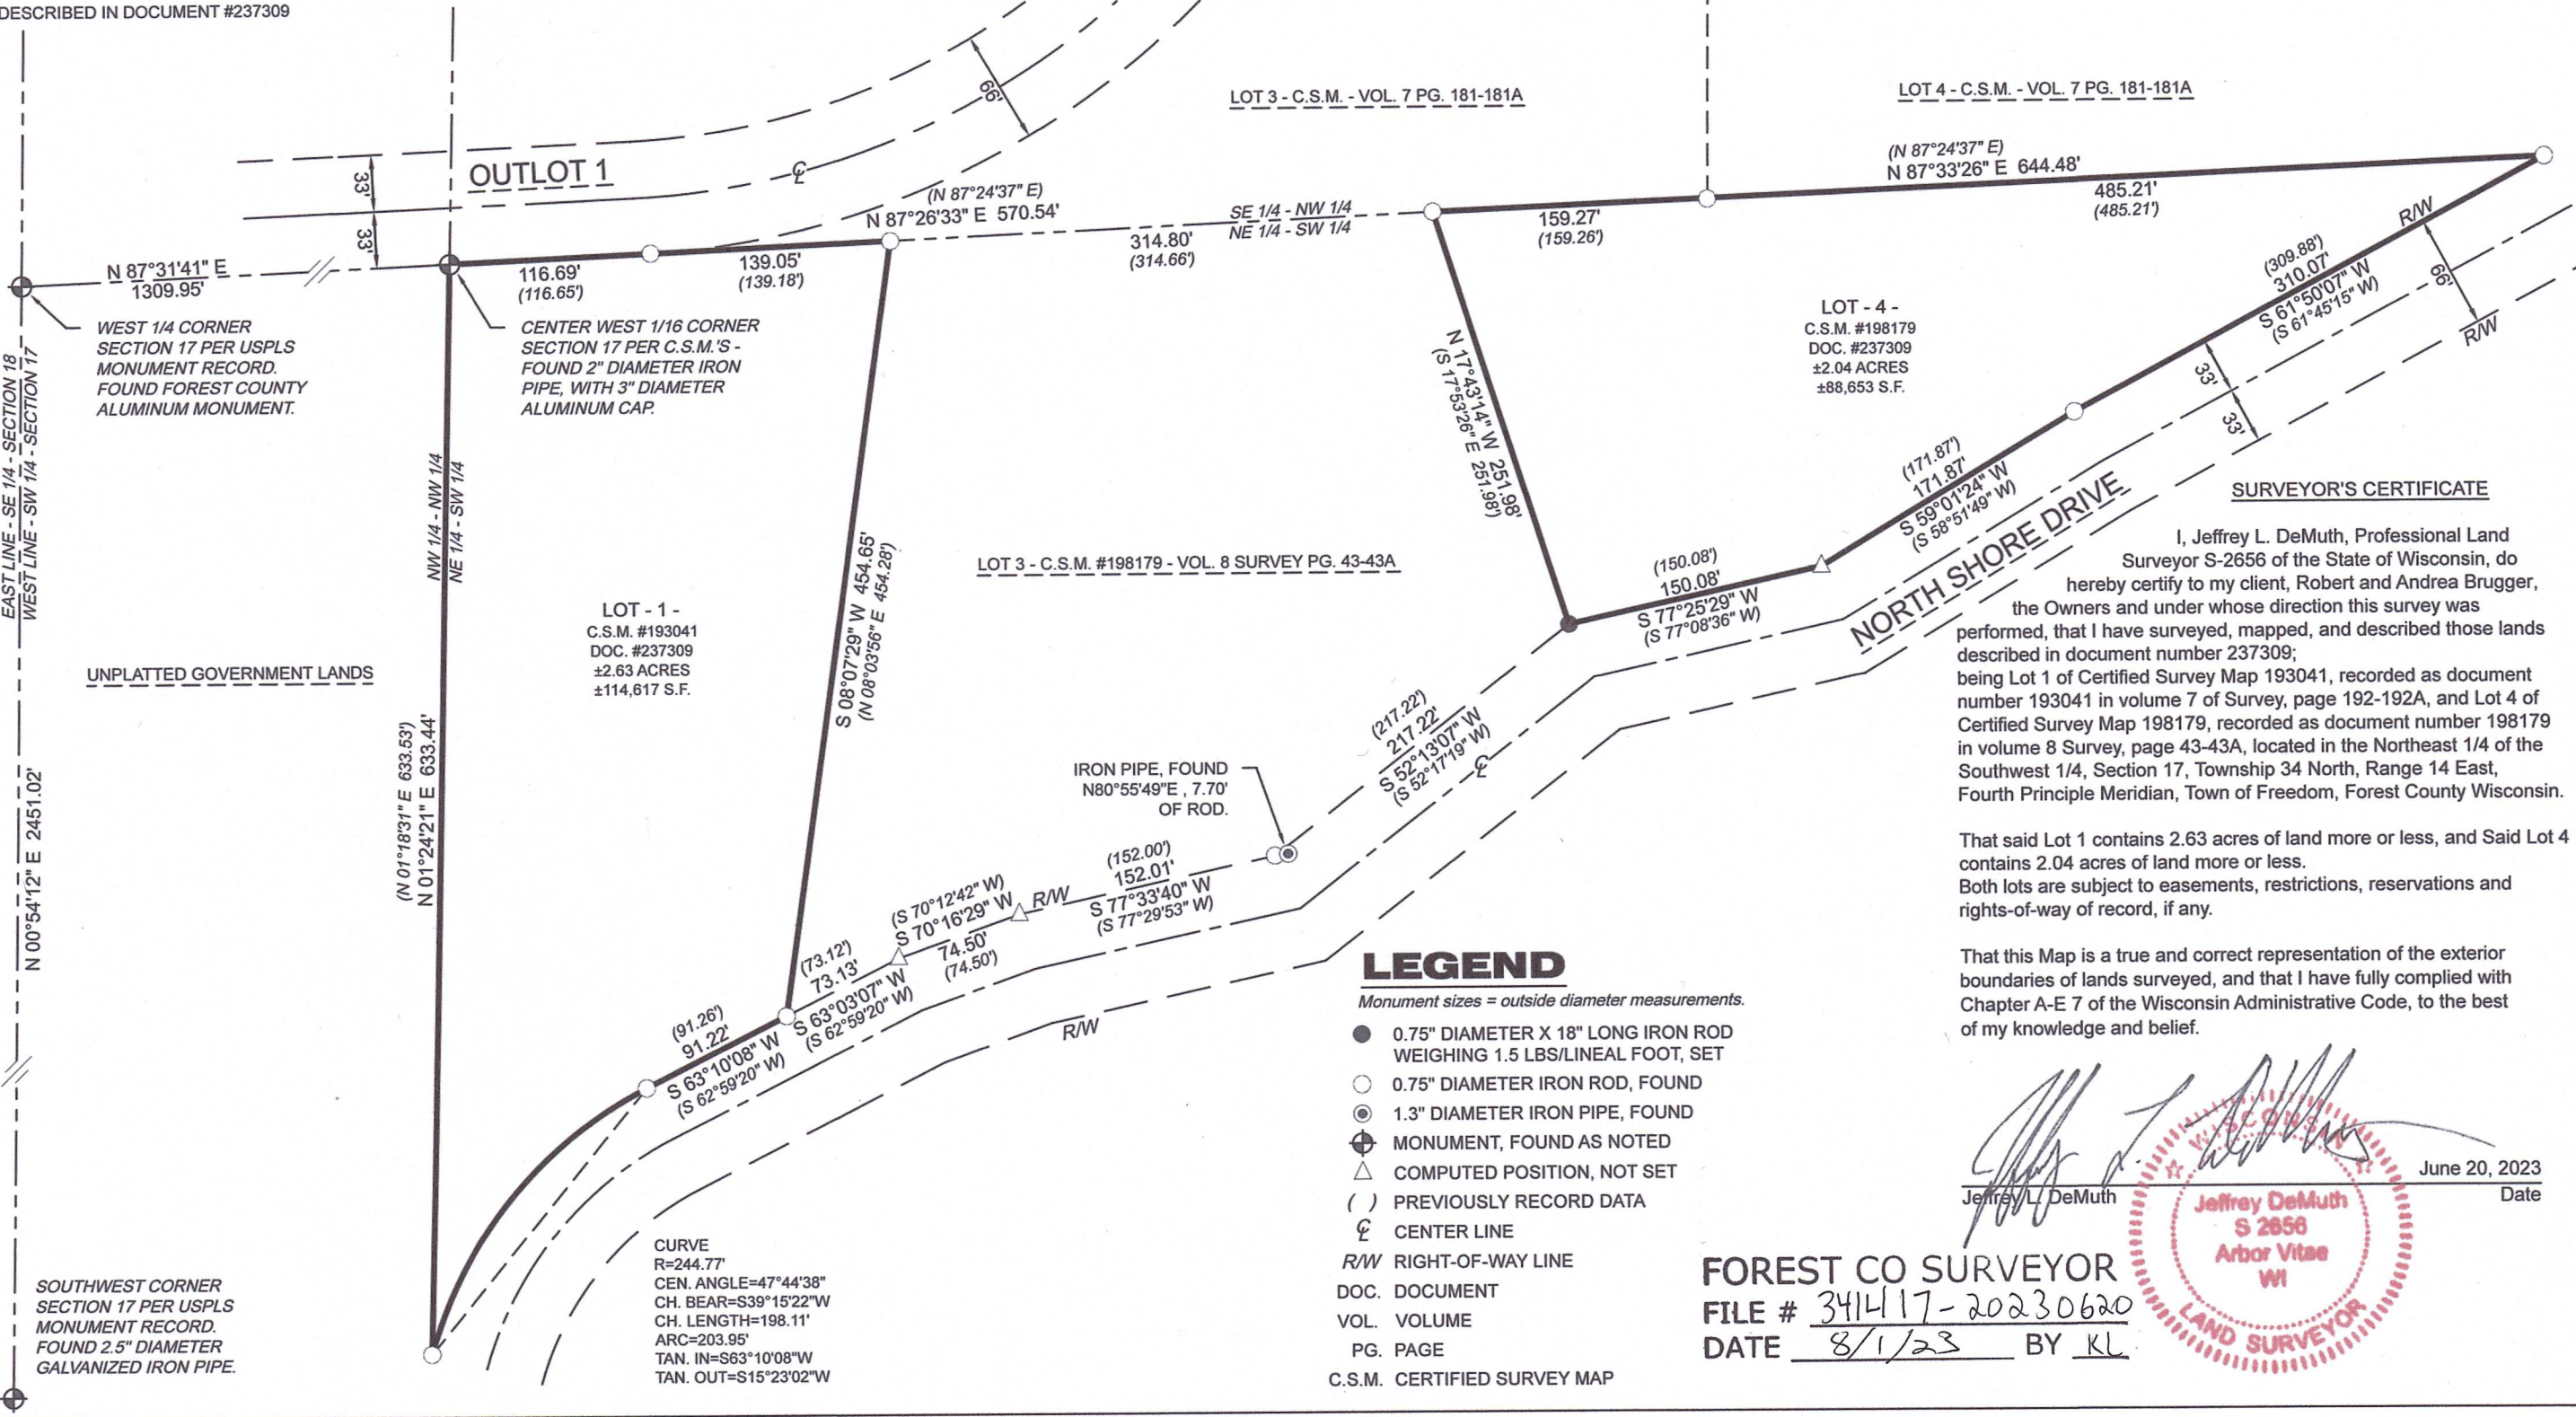 DESCRIBED IN DOCUMENT #237309
66'
LOT 3 - C.S.M. - VOL. 7 PG. 181-181A
LOT 4 - C.S.M. - VOL. 7 PG. 181-181A
OUTLOT 1
33'
33'
℄
(N 87°24'37" E)
N 87°26'33" E 570.54'
SE 1/4 - NW 1/4
NE 1/4 - SW 1/4
314.80'
(314.66')
159.27'
(159.26')
(N 87°24'37" E)
N 87°33'26" E 644.48'
485.21'
(485.21')
N 87°31'41" E
1309.95'
116.69'
(116.65')
139.05'
(139.18')
WEST 1/4 CORNER
SECTION 17 PER USPLS
MONUMENT RECORD.
FOUND FOREST COUNTY
ALUMINUM MONUMENT.
CENTER WEST 1/16 CORNER
SECTION 17 PER C.S.M.'S -
FOUND 2" DIAMETER IRON
PIPE, WITH 3" DIAMETER
ALUMINUM CAP.
EAST LINE - SE 1/4 - SECTION 18
WEST LINE - SW 1/4 - SECTION 17
N 00°54'12" E 2451.02'
NW 1/4 - NW 1/4
NE 1/4 - SW 1/4
(N 01°18'31" E 633.53')
N 01°24'21" E 633.44'
UNPLATTED GOVERNMENT LANDS
LOT - 1 -
C.S.M. #193041
DOC. #237309
±2.63 ACRES
±114,617 S.F.
S 08°07'29" W 454.65'
(N 08°03'56" E 454.28')
LOT 3 - C.S.M. #198179 - VOL. 8 SURVEY PG. 43-43A
N 17°43'14" W 251.98'
(S 17°53'26" E 251.98')
LOT - 4 -
C.S.M. #198179
DOC. #237309
±2.04 ACRES
±88,653 S.F.
R/W
(309.88')
310.07'
S 61°50'07" W
(S 61°45'15" W)
66'
R/W
33'
33'
(171.87')
171.87'
S 59°01'24" W
(S 58°51'49" W)
NORTH SHORE DRIVE
(150.08')
150.08'
S 77°25'29" W
(S 77°08'36" W)
(217.22')
217.22'
S 52°13'07" W
(S 52°17'19" W)
℄
IRON PIPE, FOUND
N80°55'49"E , 7.70'
OF ROD.
(152.00')
152.01'
S 77°33'40" W
(S 77°29'53" W)
R/W
(S 70°12'42" W)
S 70°16'29" W
74.50'
(74.50')
(73.12')
73.13'
S 63°03'07" W
(S 62°59'20" W)
(91.26')
91.22'
S 63°10'08" W
(S 62°59'20" W)
R/W
CURVE
R=244.77'
CEN. ANGLE=47°44'38"
CH. BEAR=S39°15'22"W
CH. LENGTH=198.11'
ARC=203.95'
TAN. IN=S63°10'08"W
TAN. OUT=S15°23'02"W
SOUTHWEST CORNER
SECTION 17 PER USPLS
MONUMENT RECORD.
FOUND 2.5" DIAMETER
GALVANIZED IRON PIPE.
LEGEND
Monument sizes = outside diameter measurements.
0.75" DIAMETER X 18" LONG IRON ROD
WEIGHING 1.5 LBS/LINEAL FOOT, SET
0.75" DIAMETER IRON ROD, FOUND
1.3" DIAMETER IRON PIPE, FOUND
MONUMENT, FOUND AS NOTED
COMPUTED POSITION, NOT SET
( ) PREVIOUSLY RECORD DATA
℄ CENTER LINE
R/W RIGHT-OF-WAY LINE
DOC. DOCUMENT
VOL. VOLUME
PG. PAGE
C.S.M. CERTIFIED SURVEY MAP
SURVEYOR'S CERTIFICATE
I, Jeffrey L. DeMuth, Professional Land
Surveyor S-2656 of the State of Wisconsin, do
hereby certify to my client, Robert and Andrea Brugger,
the Owners and under whose direction this survey was
performed, that I have surveyed, mapped, and described those lands
described in document number 237309;
being Lot 1 of Certified Survey Map 193041, recorded as document
number 193041 in volume 7 of Survey, page 192-192A, and Lot 4 of
Certified Survey Map 198179, recorded as document number 198179
in volume 8 Survey, page 43-43A, located in the Northeast 1/4 of the
Southwest 1/4, Section 17, Township 34 North, Range 14 East,
Fourth Principle Meridian, Town of Freedom, Forest County Wisconsin.
That said Lot 1 contains 2.63 acres of land more or less, and Said Lot 4
contains 2.04 acres of land more or less.
Both lots are subject to easements, restrictions, reservations and
rights-of-way of record, if any.
That this Map is a true and correct representation of the exterior
boundaries of lands surveyed, and that I have fully complied with
Chapter A-E 7 of the Wisconsin Administrative Code, to the best
of my knowledge and belief.
June 20, 2023
Jeffrey L. DeMuth
Date
WISCONSIN
Jeffrey DeMuth
S 2656
Arbor Vitae
WI
LAND SURVEYOR
FOREST CO SURVEYOR
FILE # 341417-20230620
DATE 8/1/23 BY KL